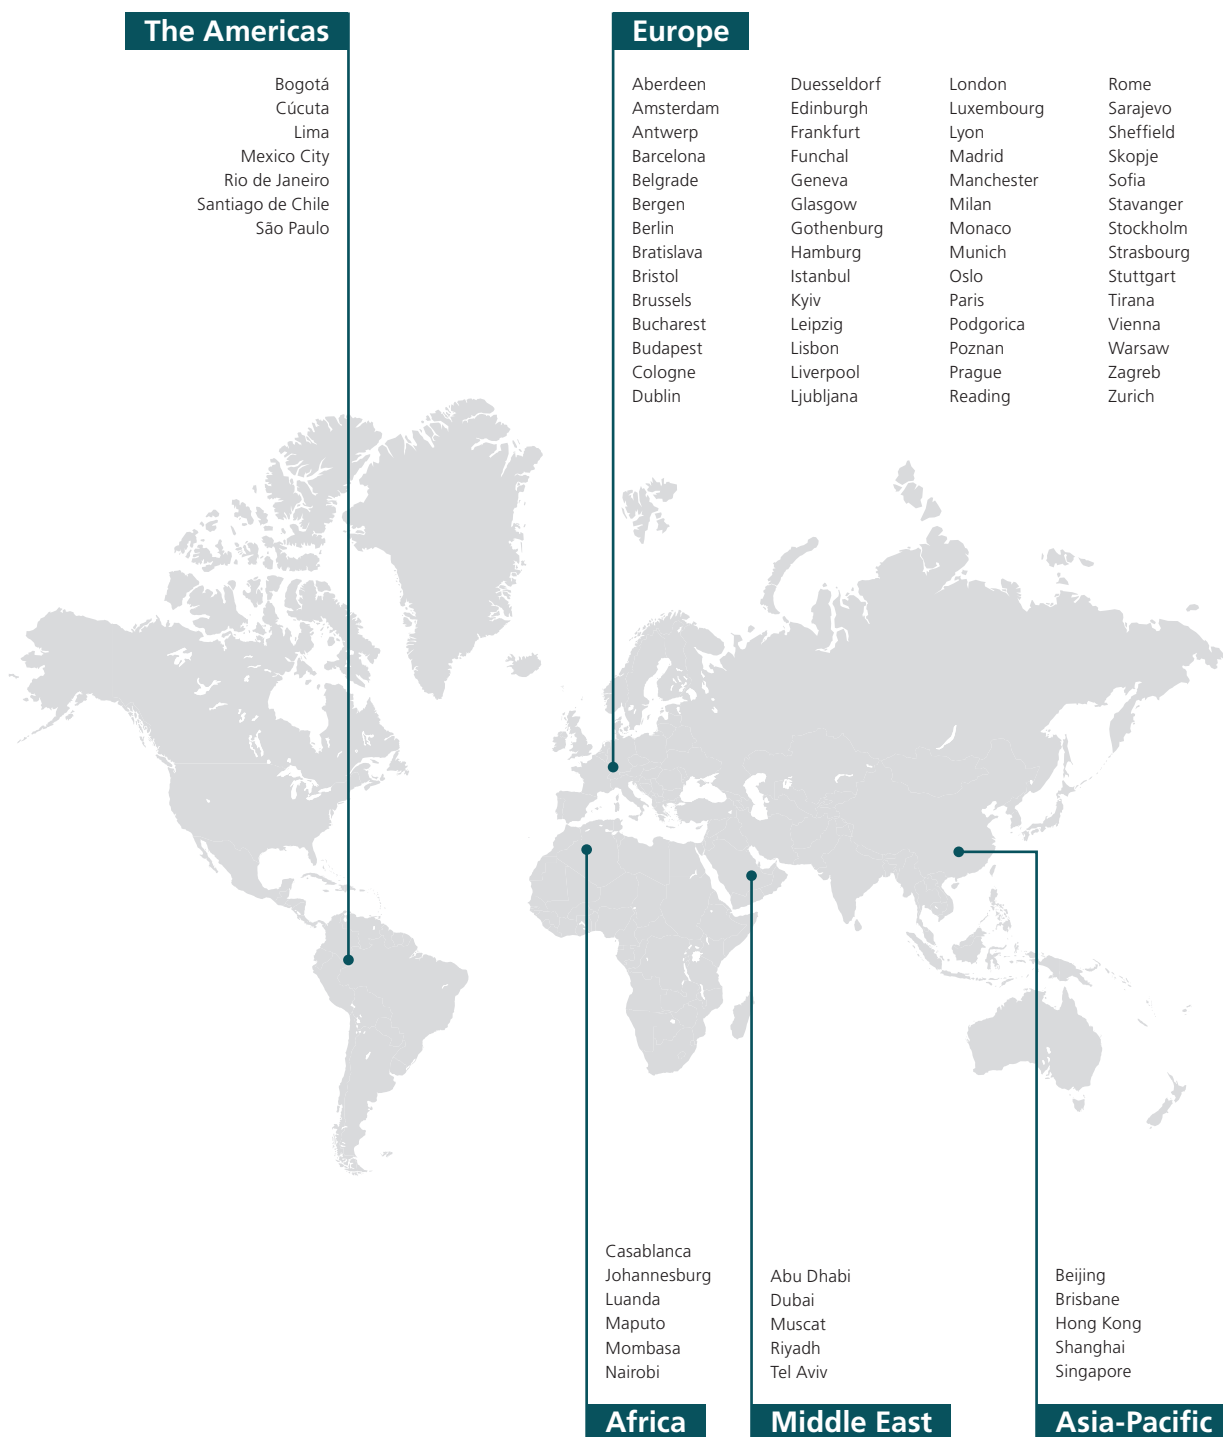 The Americas
Bogotá
Cúcuta
Lima
Mexico City
Rio de Janeiro
Santiago de Chile
São Paulo
Europe
Aberdeen
Amsterdam
Antwerp
Barcelona
Belgrade
Bergen
Berlin
Bratislava
Bristol
Brussels
Bucharest
Budapest
Cologne
Dublin
Duesseldorf
Edinburgh
Frankfurt
Funchal
Geneva
Glasgow
Gothenburg
Hamburg
Istanbul
Kyiv
Leipzig
Lisbon
Liverpool
Ljubljana
London
Luxembourg
Lyon
Madrid
Manchester
Milan
Monaco
Munich
Oslo
Paris
Podgorica
Poznan
Prague
Reading
Rome
Sarajevo
Sheffield
Skopje
Sofia
Stavanger
Stockholm
Strasbourg
Stuttgart
Tirana
Vienna
Warsaw
Zagreb
Zurich
Casablanca
Johannesburg
Luanda
Maputo
Mombasa
Nairobi
Africa
Abu Dhabi
Dubai
Muscat
Riyadh
Tel Aviv
Middle East
Beijing
Brisbane
Hong Kong
Shanghai
Singapore
Asia-Pacific